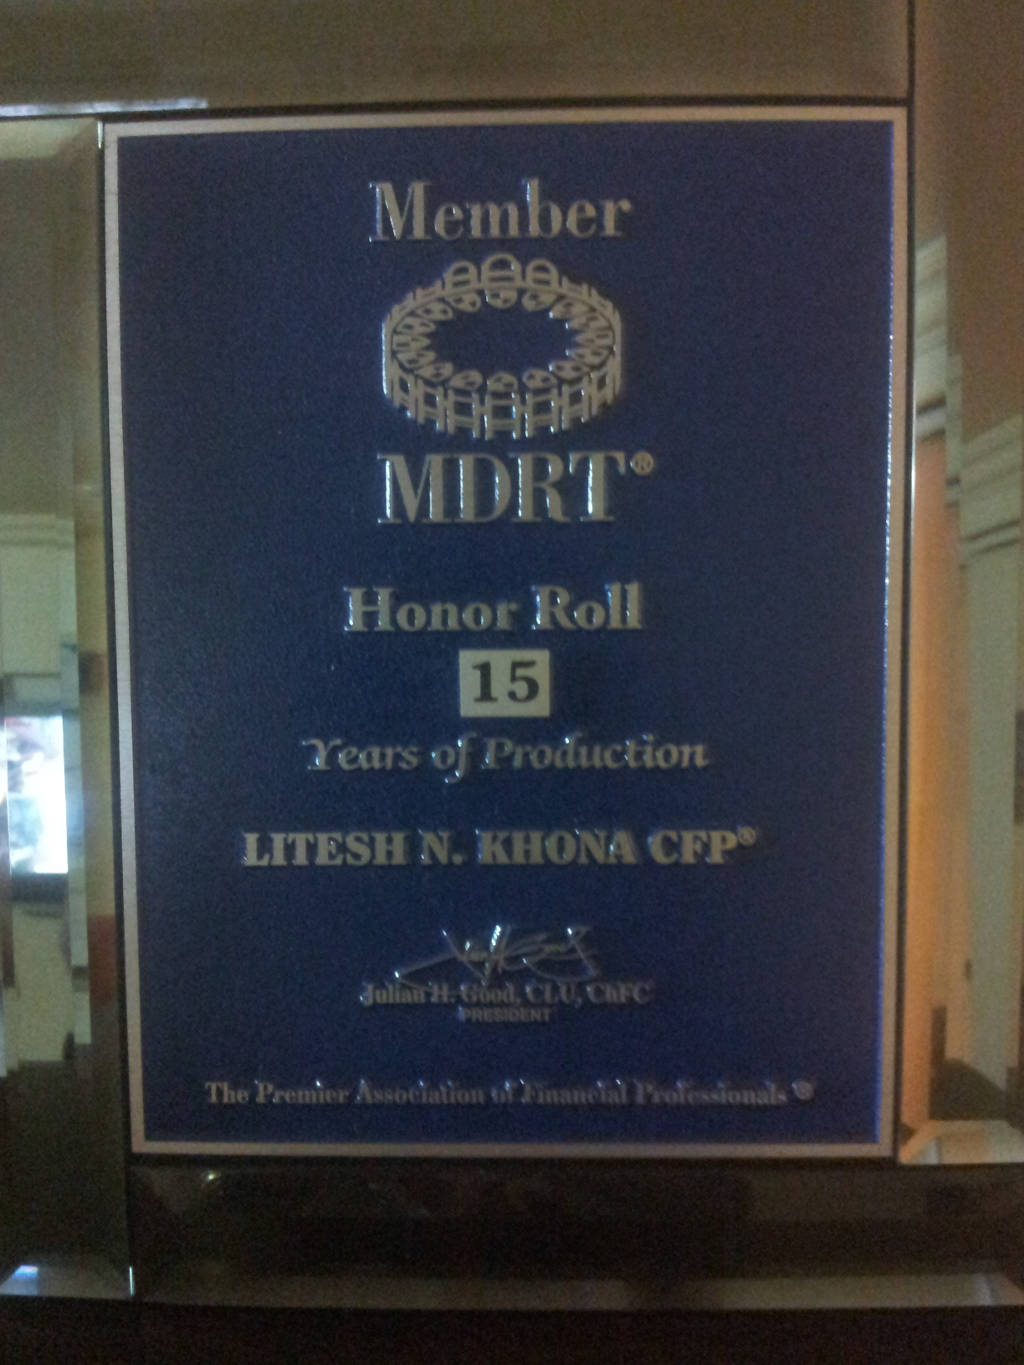 Member
MDRT®
Honor Roll
15
Years of Production
LITESH N. KHONA CFP®
Julian H. Good, CLU, ChFC
PRESIDENT
The Premier Association of Financial Professionals ®